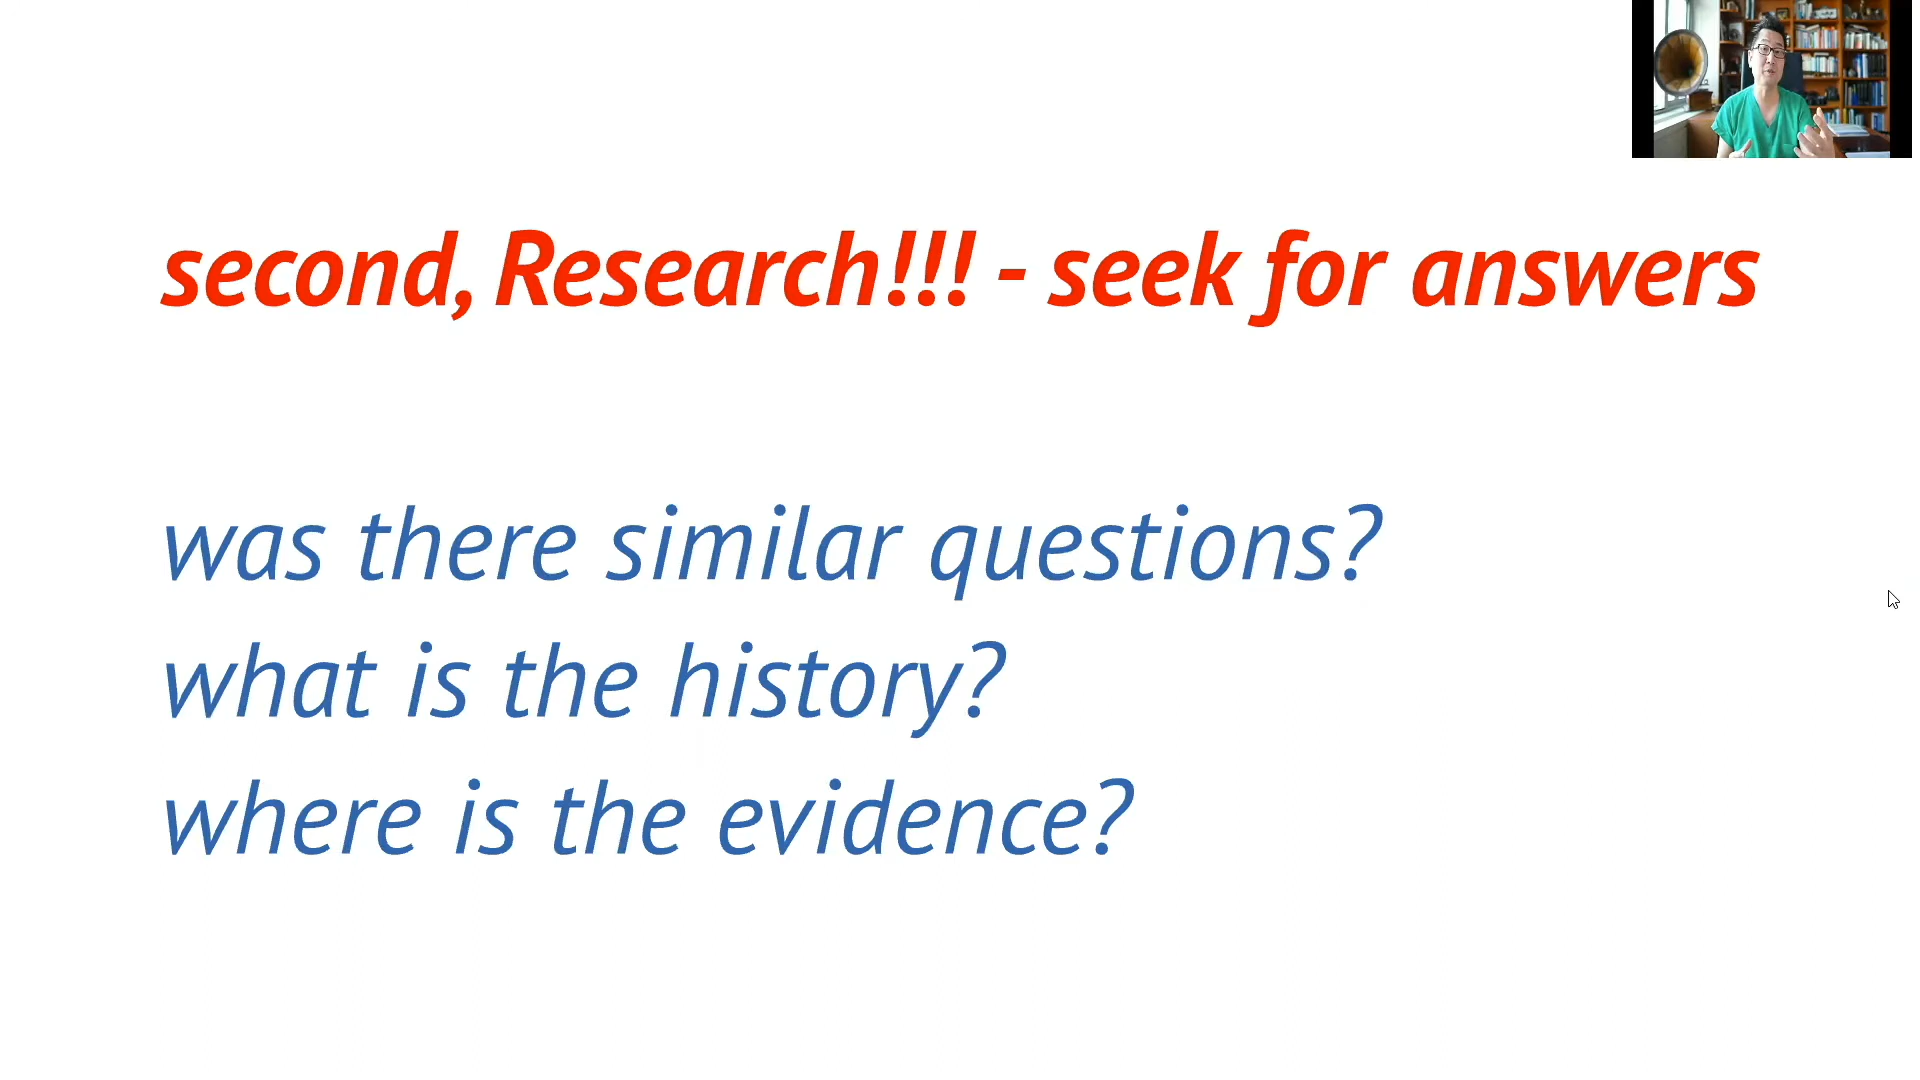 second, Research!!! - seek for answers
was there similar questions?
what is the history?
where is the evidence?